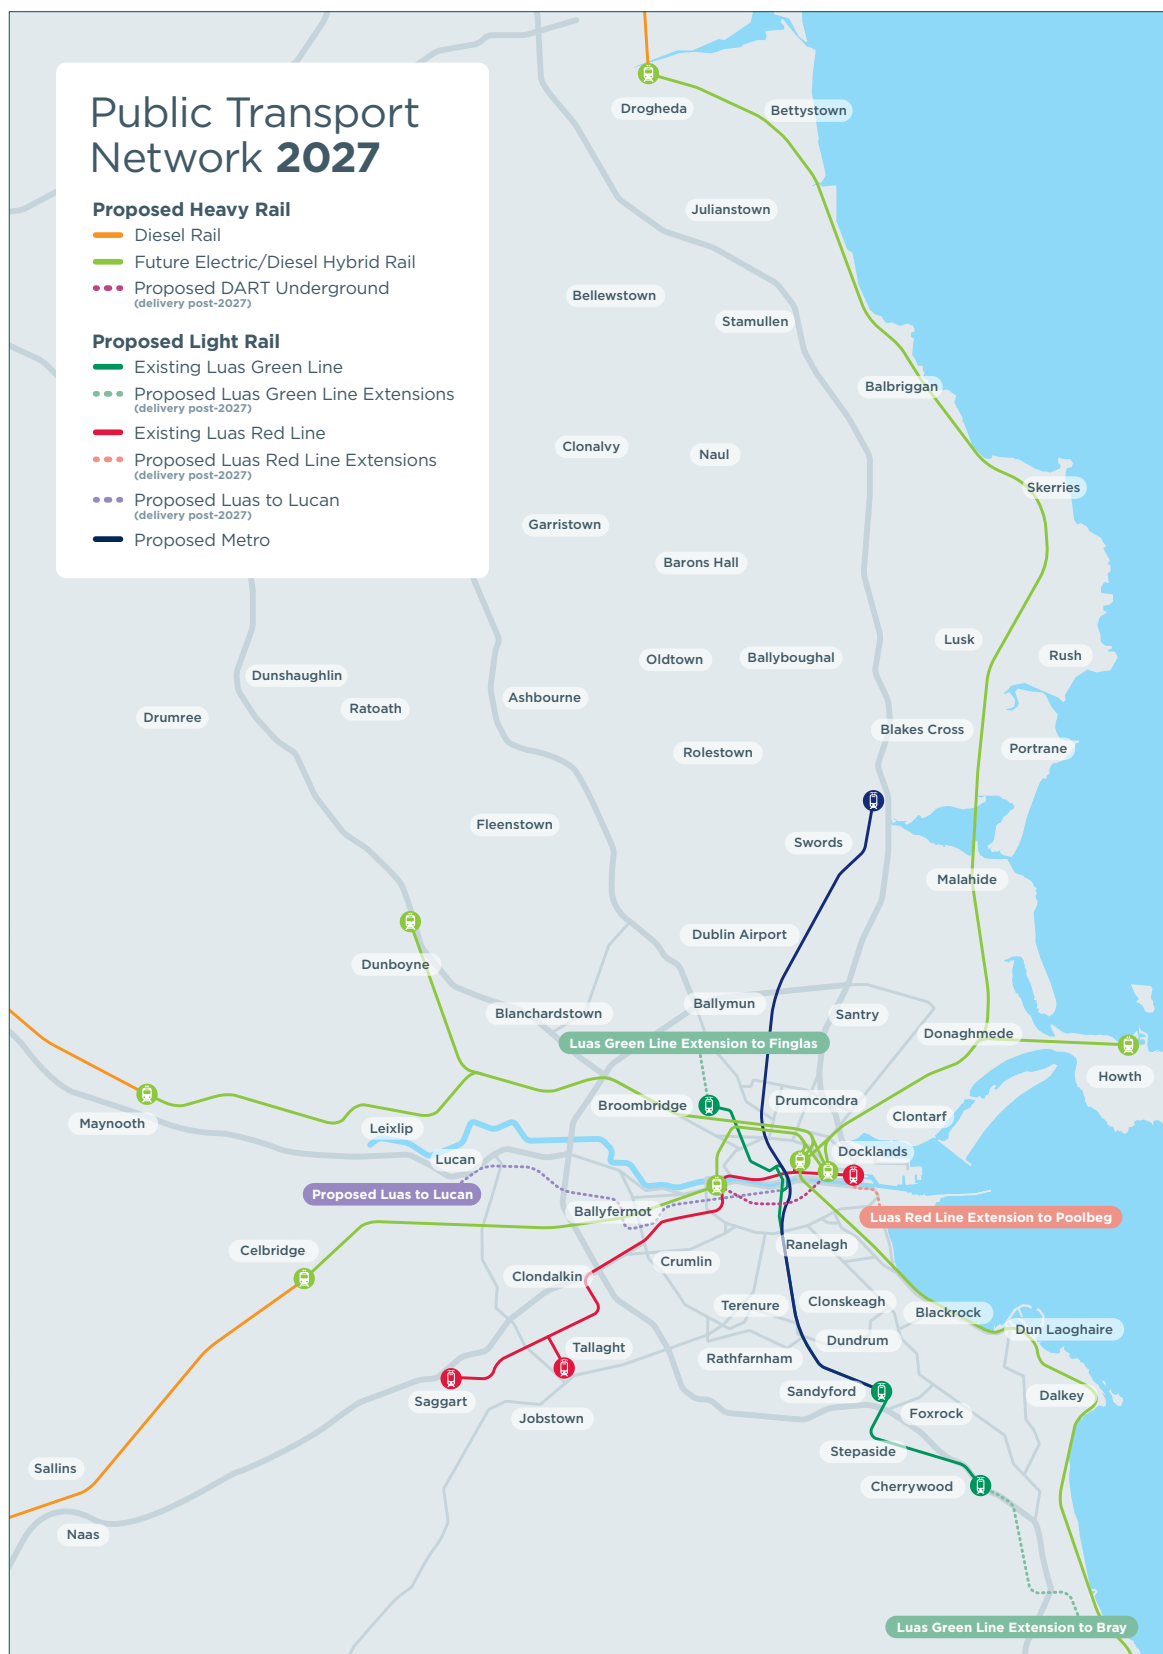 Public Transport
Network 2027
Proposed Heavy Rail
Diesel Rail
Future Electric/Diesel Hybrid Rail
Proposed DART Underground
(delivery post-2027)
Proposed Light Rail
Existing Luas Green Line
Proposed Luas Green Line Extensions
(delivery post-2027)
Existing Luas Red Line
Proposed Luas Red Line Extensions
(delivery post-2027)
Proposed Luas to Lucan
(delivery post-2027)
Proposed Metro
Drogheda
Bettystown
Julianstown
Bellewstown
Stamullen
Balbriggan
Clonalvy
Naul
Skerries
Garristown
Barons Hall
Lusk
Rush
Oldtown
Ballyboughal
Dunshaughlin
Ashbourne
Ratoath
Drumree
Blakes Cross
Portrane
Rolestown
Fleenstown
Swords
Malahide
Dublin Airport
Dunboyne
Ballymun
Blanchardstown
Santry
Donaghmede
Luas Green Line Extension to Finglas
Howth
Broombridge
Drumcondra
Clontarf
Maynooth
Leixlip
Docklands
Lucan
Proposed Luas to Lucan
Ballyfermot
Luas Red Line Extension to Poolbeg
Celbridge
Ranelagh
Crumlin
Clondalkin
Terenure
Clonskeagh
Blackrock
Dun Laoghaire
Dundrum
Tallaght
Rathfarnham
Sandyford
Dalkey
Saggart
Foxrock
Jobstown
Stepaside
Sallins
Cherrywood
Naas
Luas Green Line Extension to Bray